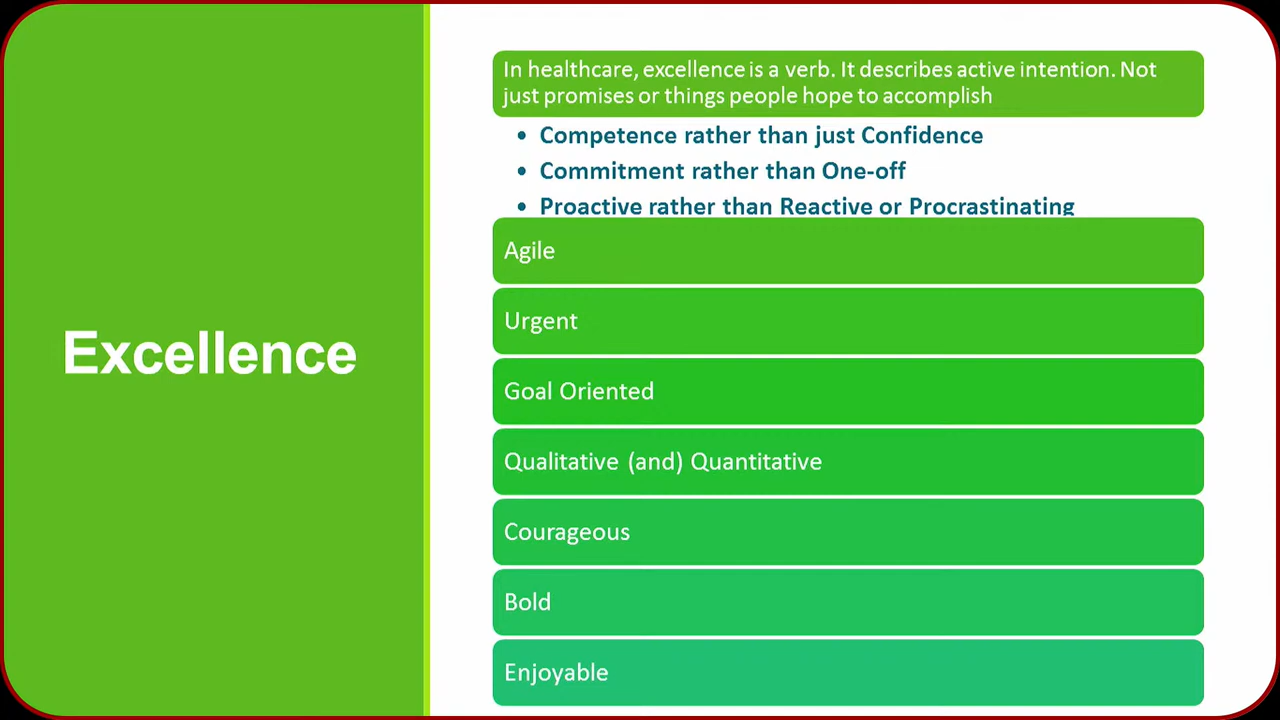 Excellence
In healthcare, excellence is a verb. It describes active intention. Not
just promises or things people hope to accomplish
• Competence rather than just Confidence
• Commitment rather than One-off
• Proactive rather than Reactive or Procrastinating
Agile
Urgent
Goal Oriented
Qualitative (and) Quantitative
Courageous
Bold
Enjoyable